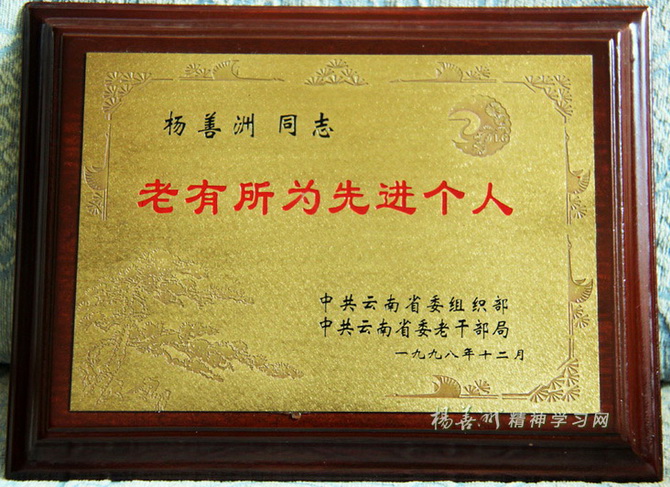 杨善洲 同志
老有所为先进个人
中共云南省委组织部
中共云南省委老干部局
一九九八年十二月
杨善洲精神学习网